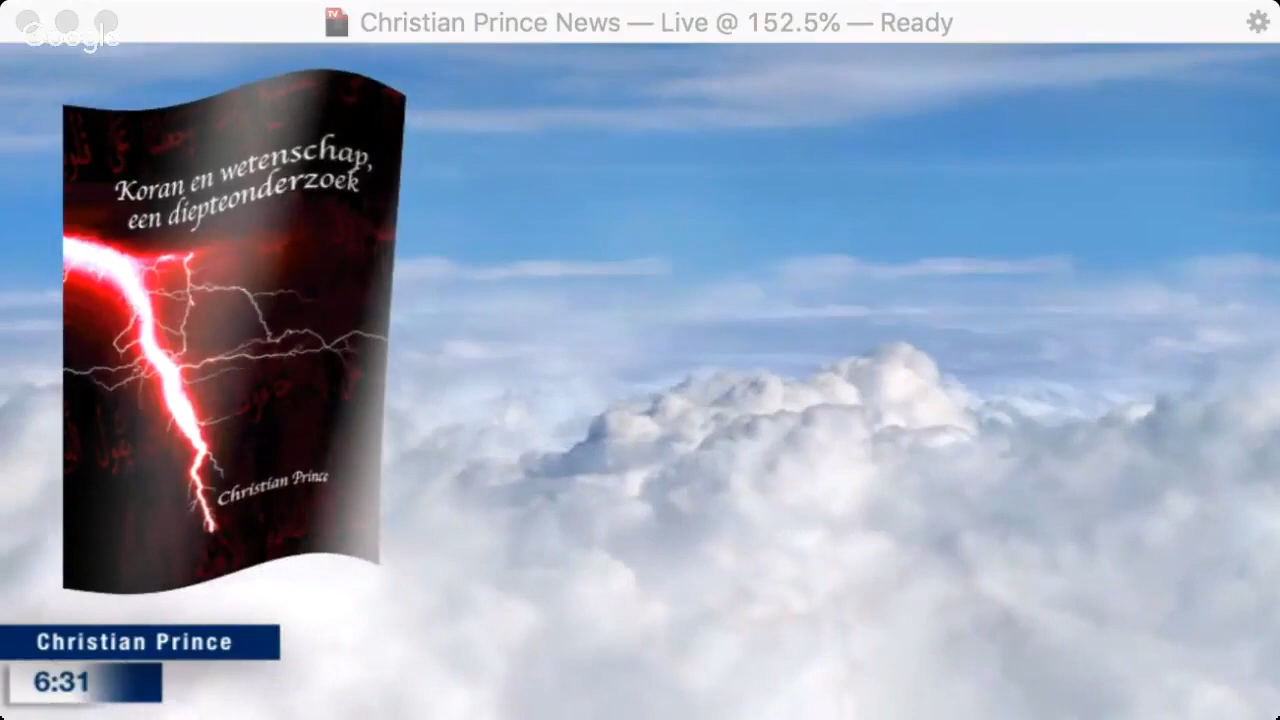 Christian Prince News — Live @ 152.5% — Ready
Google
Koran en wetenschap,
een diepteonderzoek
Christian Prince
Christian Prince
6:31